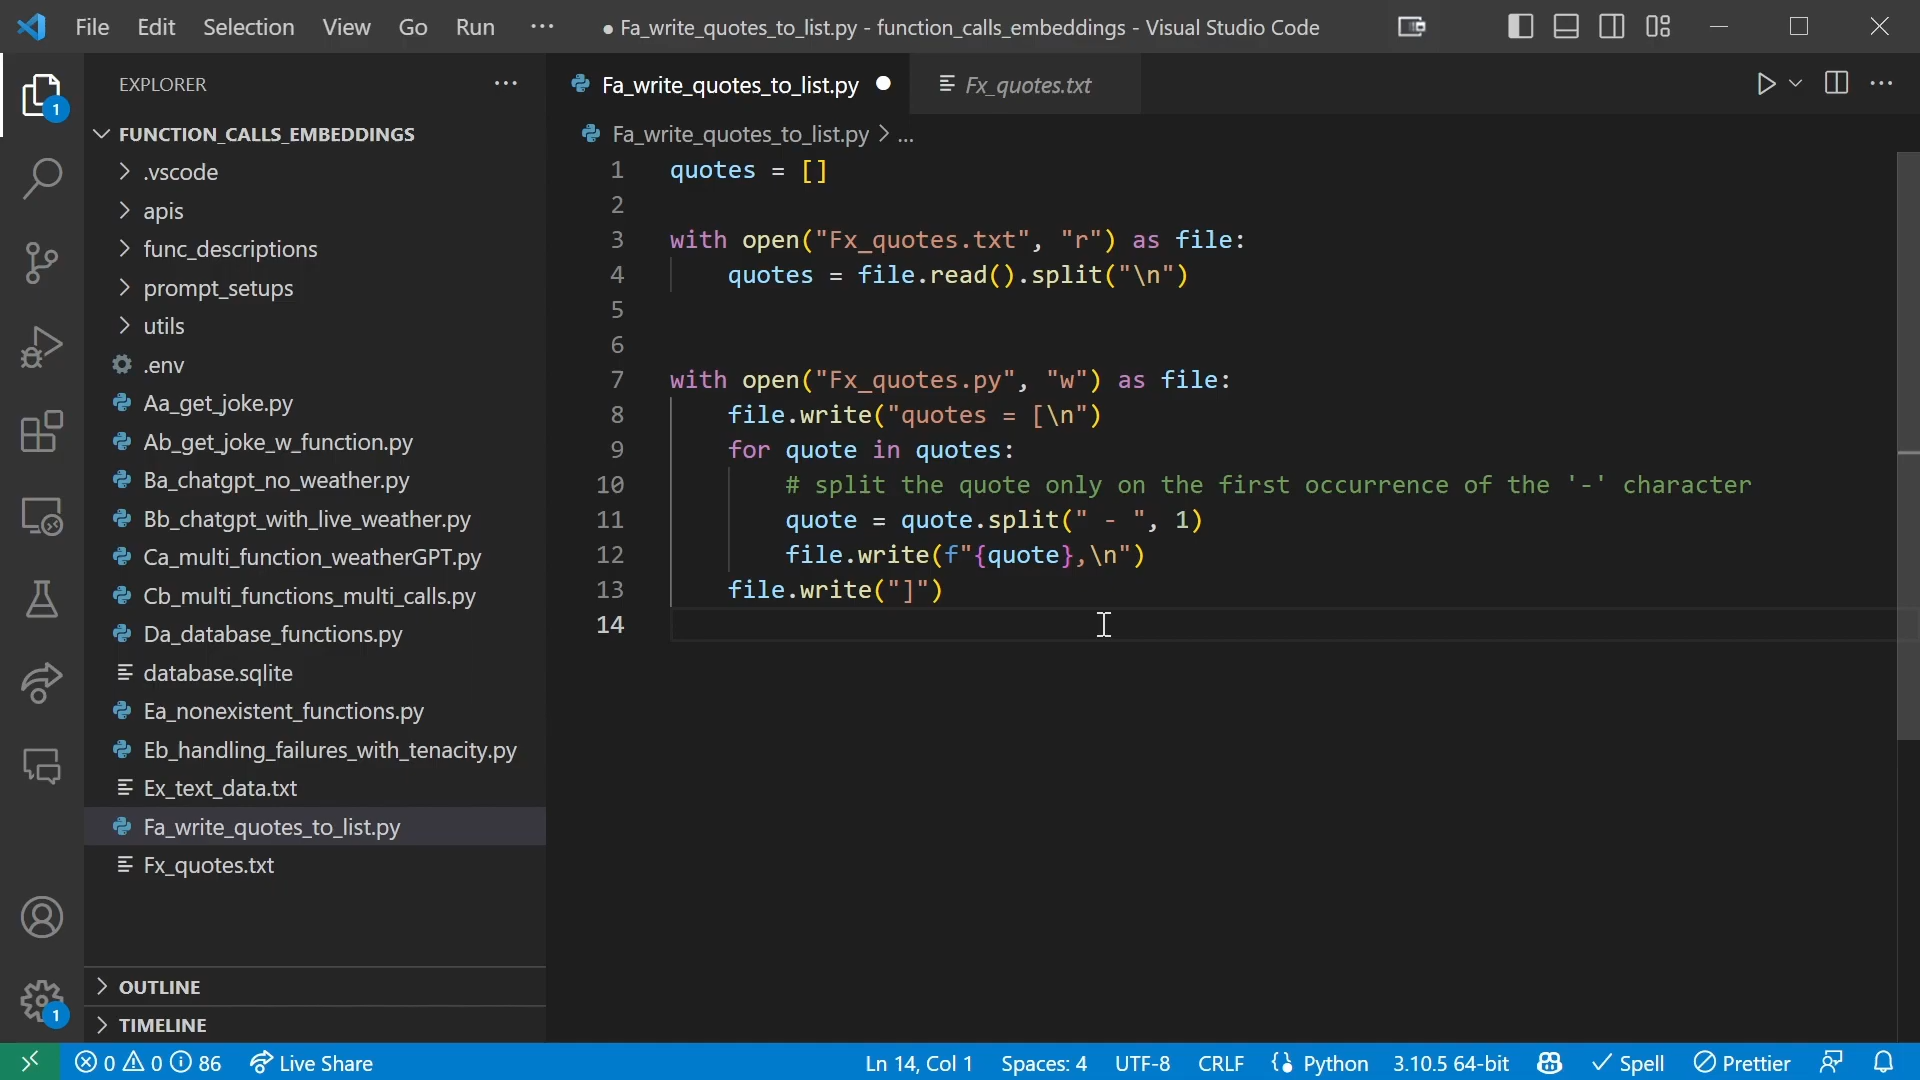 File Edit Selection View Go Run ··· ● Fa_write_quotes_to_list.py - function_calls_embeddings - Visual Studio Code
EXPLORER ···
FUNCTION_CALLS_EMBEDDINGS
.vscode
apis
func_descriptions
prompt_setups
utils
.env
Aa_get_joke.py
Ab_get_joke_w_function.py
Ba_chatgpt_no_weather.py
Bb_chatgpt_with_live_weather.py
Ca_multi_function_weatherGPT.py
Cb_multi_functions_multi_calls.py
Da_database_functions.py
database.sqlite
Ea_nonexistent_functions.py
Eb_handling_failures_with_tenacity.py
Ex_text_data.txt
Fa_write_quotes_to_list.py
Fx_quotes.txt
OUTLINE
TIMELINE
1
1
Fa_write_quotes_to_list.py ● Fx_quotes.txt
Fa_write_quotes_to_list.py > ...
1 quotes = []
2
3 with open("Fx_quotes.txt", "r") as file:
4     quotes = file.read().split("\n")
5
6
7 with open("Fx_quotes.py", "w") as file:
8     file.write("quotes = [\n")
9     for quote in quotes:
10         # split the quote only on the first occurrence of the '-' character
11         quote = quote.split(" - ", 1)
12         file.write(f"{quote},\n")
13     file.write("]")
14
0 0 86 Live Share Ln 14, Col 1 Spaces: 4 UTF-8 CRLF Python 3.10.5 64-bit Spell Prettier